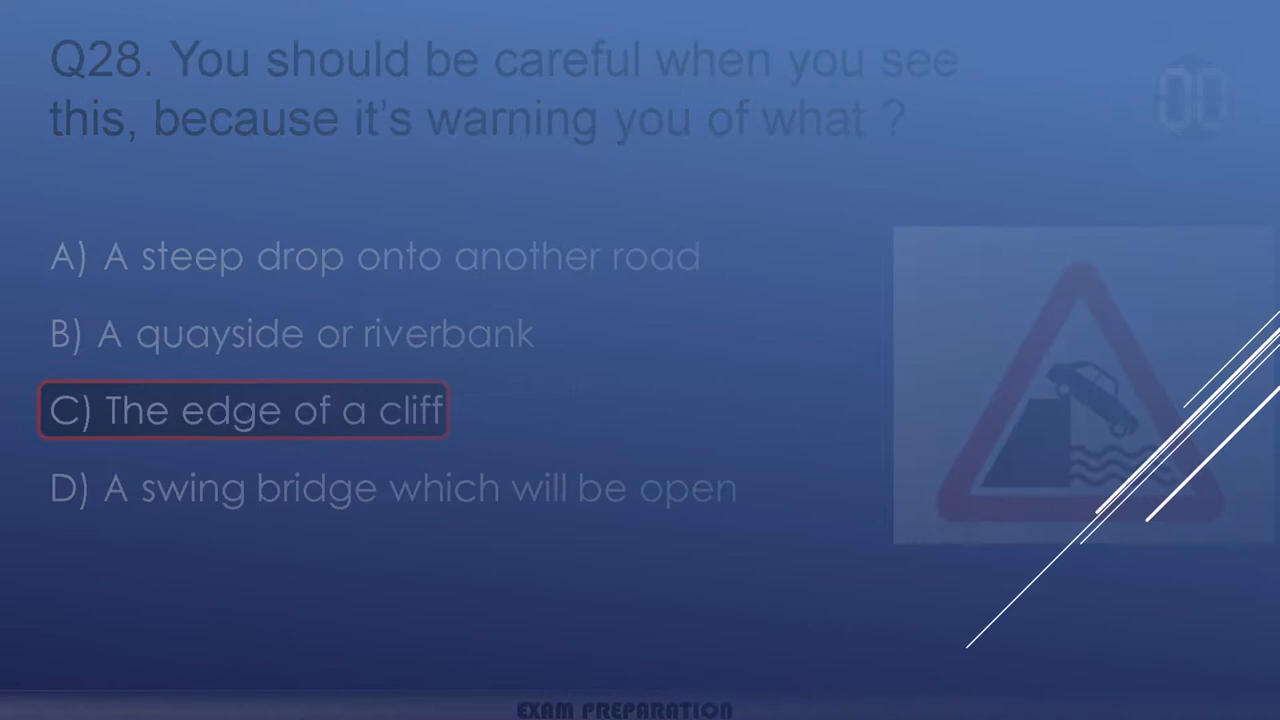 Q28. You should be careful when you see
this, because it's warning you of what ?
00
A) A steep drop onto another road
B) A quayside or riverbank
C) The edge of a cliff
D) A swing bridge which will be open
EXAM PREPARATION